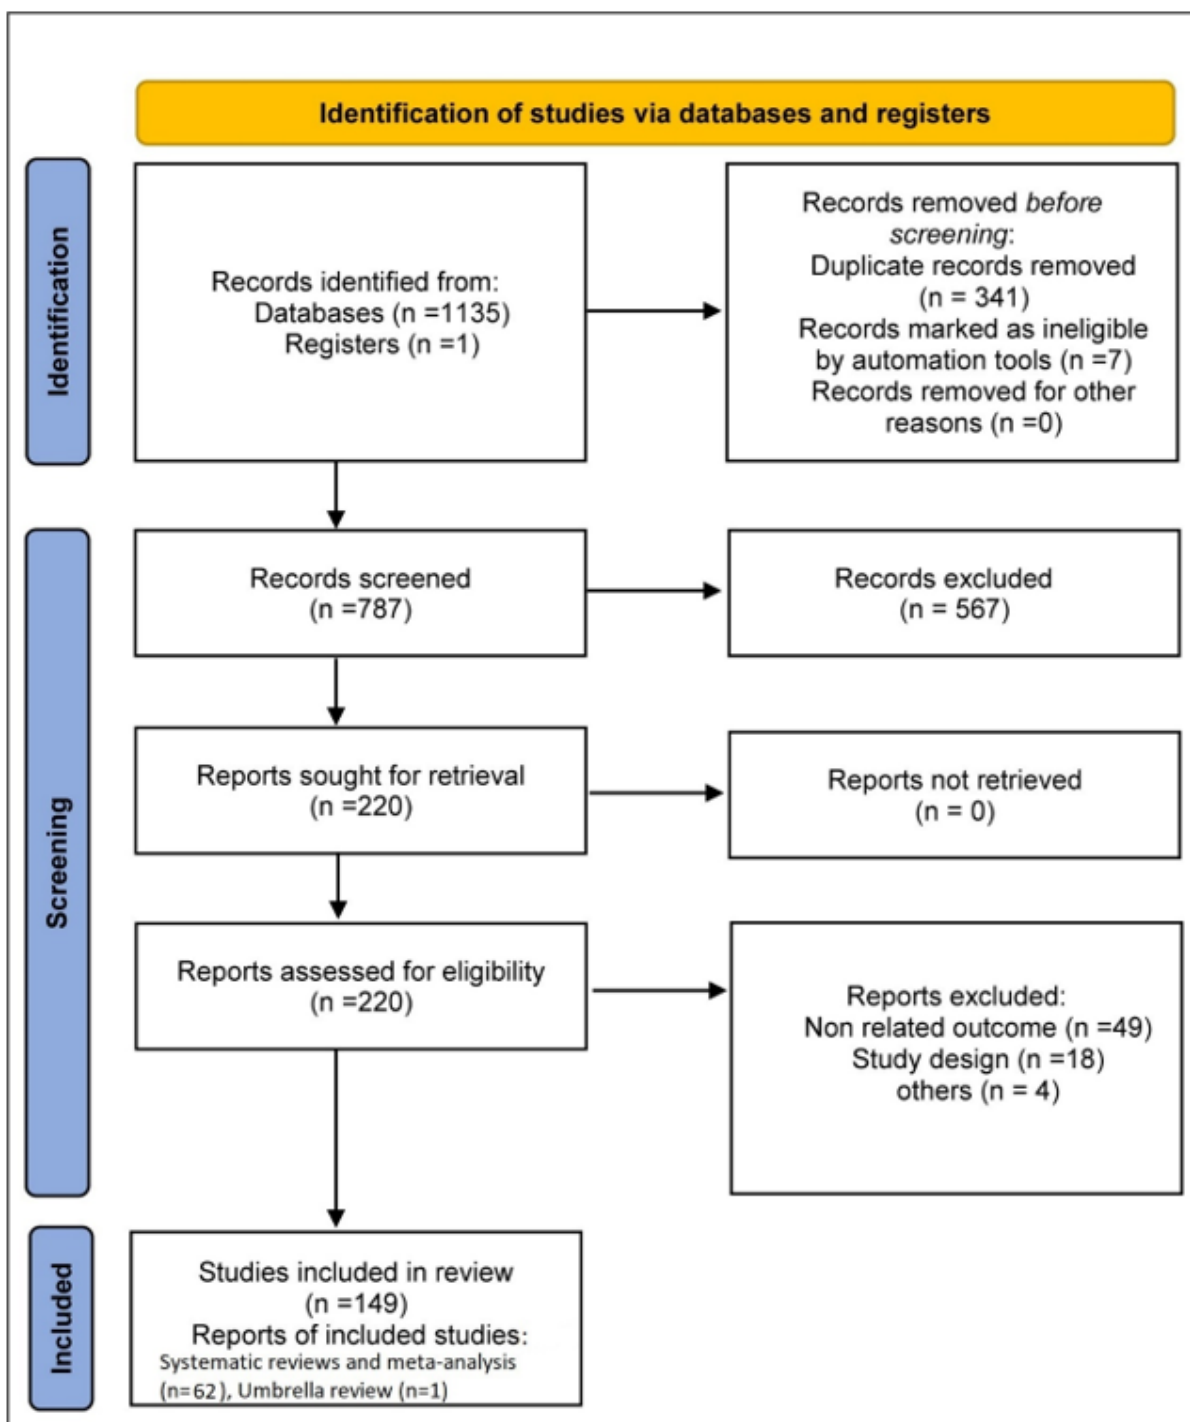 Identification of studies via databases and registers
Identification
Records identified from:
Databases (n =1135)
Registers (n =1)
Records removed before
screening:
Duplicate records removed
(n = 341)
Records marked as ineligible
by automation tools (n =7)
Records removed for other
reasons (n =0)
Screening
Records screened
(n =787)
Records excluded
(n = 567)
Reports sought for retrieval
(n =220)
Reports not retrieved
(n = 0)
Reports assessed for eligibility
(n =220)
Reports excluded:
Non related outcome (n =49)
Study design (n =18)
others (n = 4)
Included
Studies included in review
(n =149)
Reports of included studies:
Systematic reviews and meta-analysis
(n=62), Umbrella review (n=1)